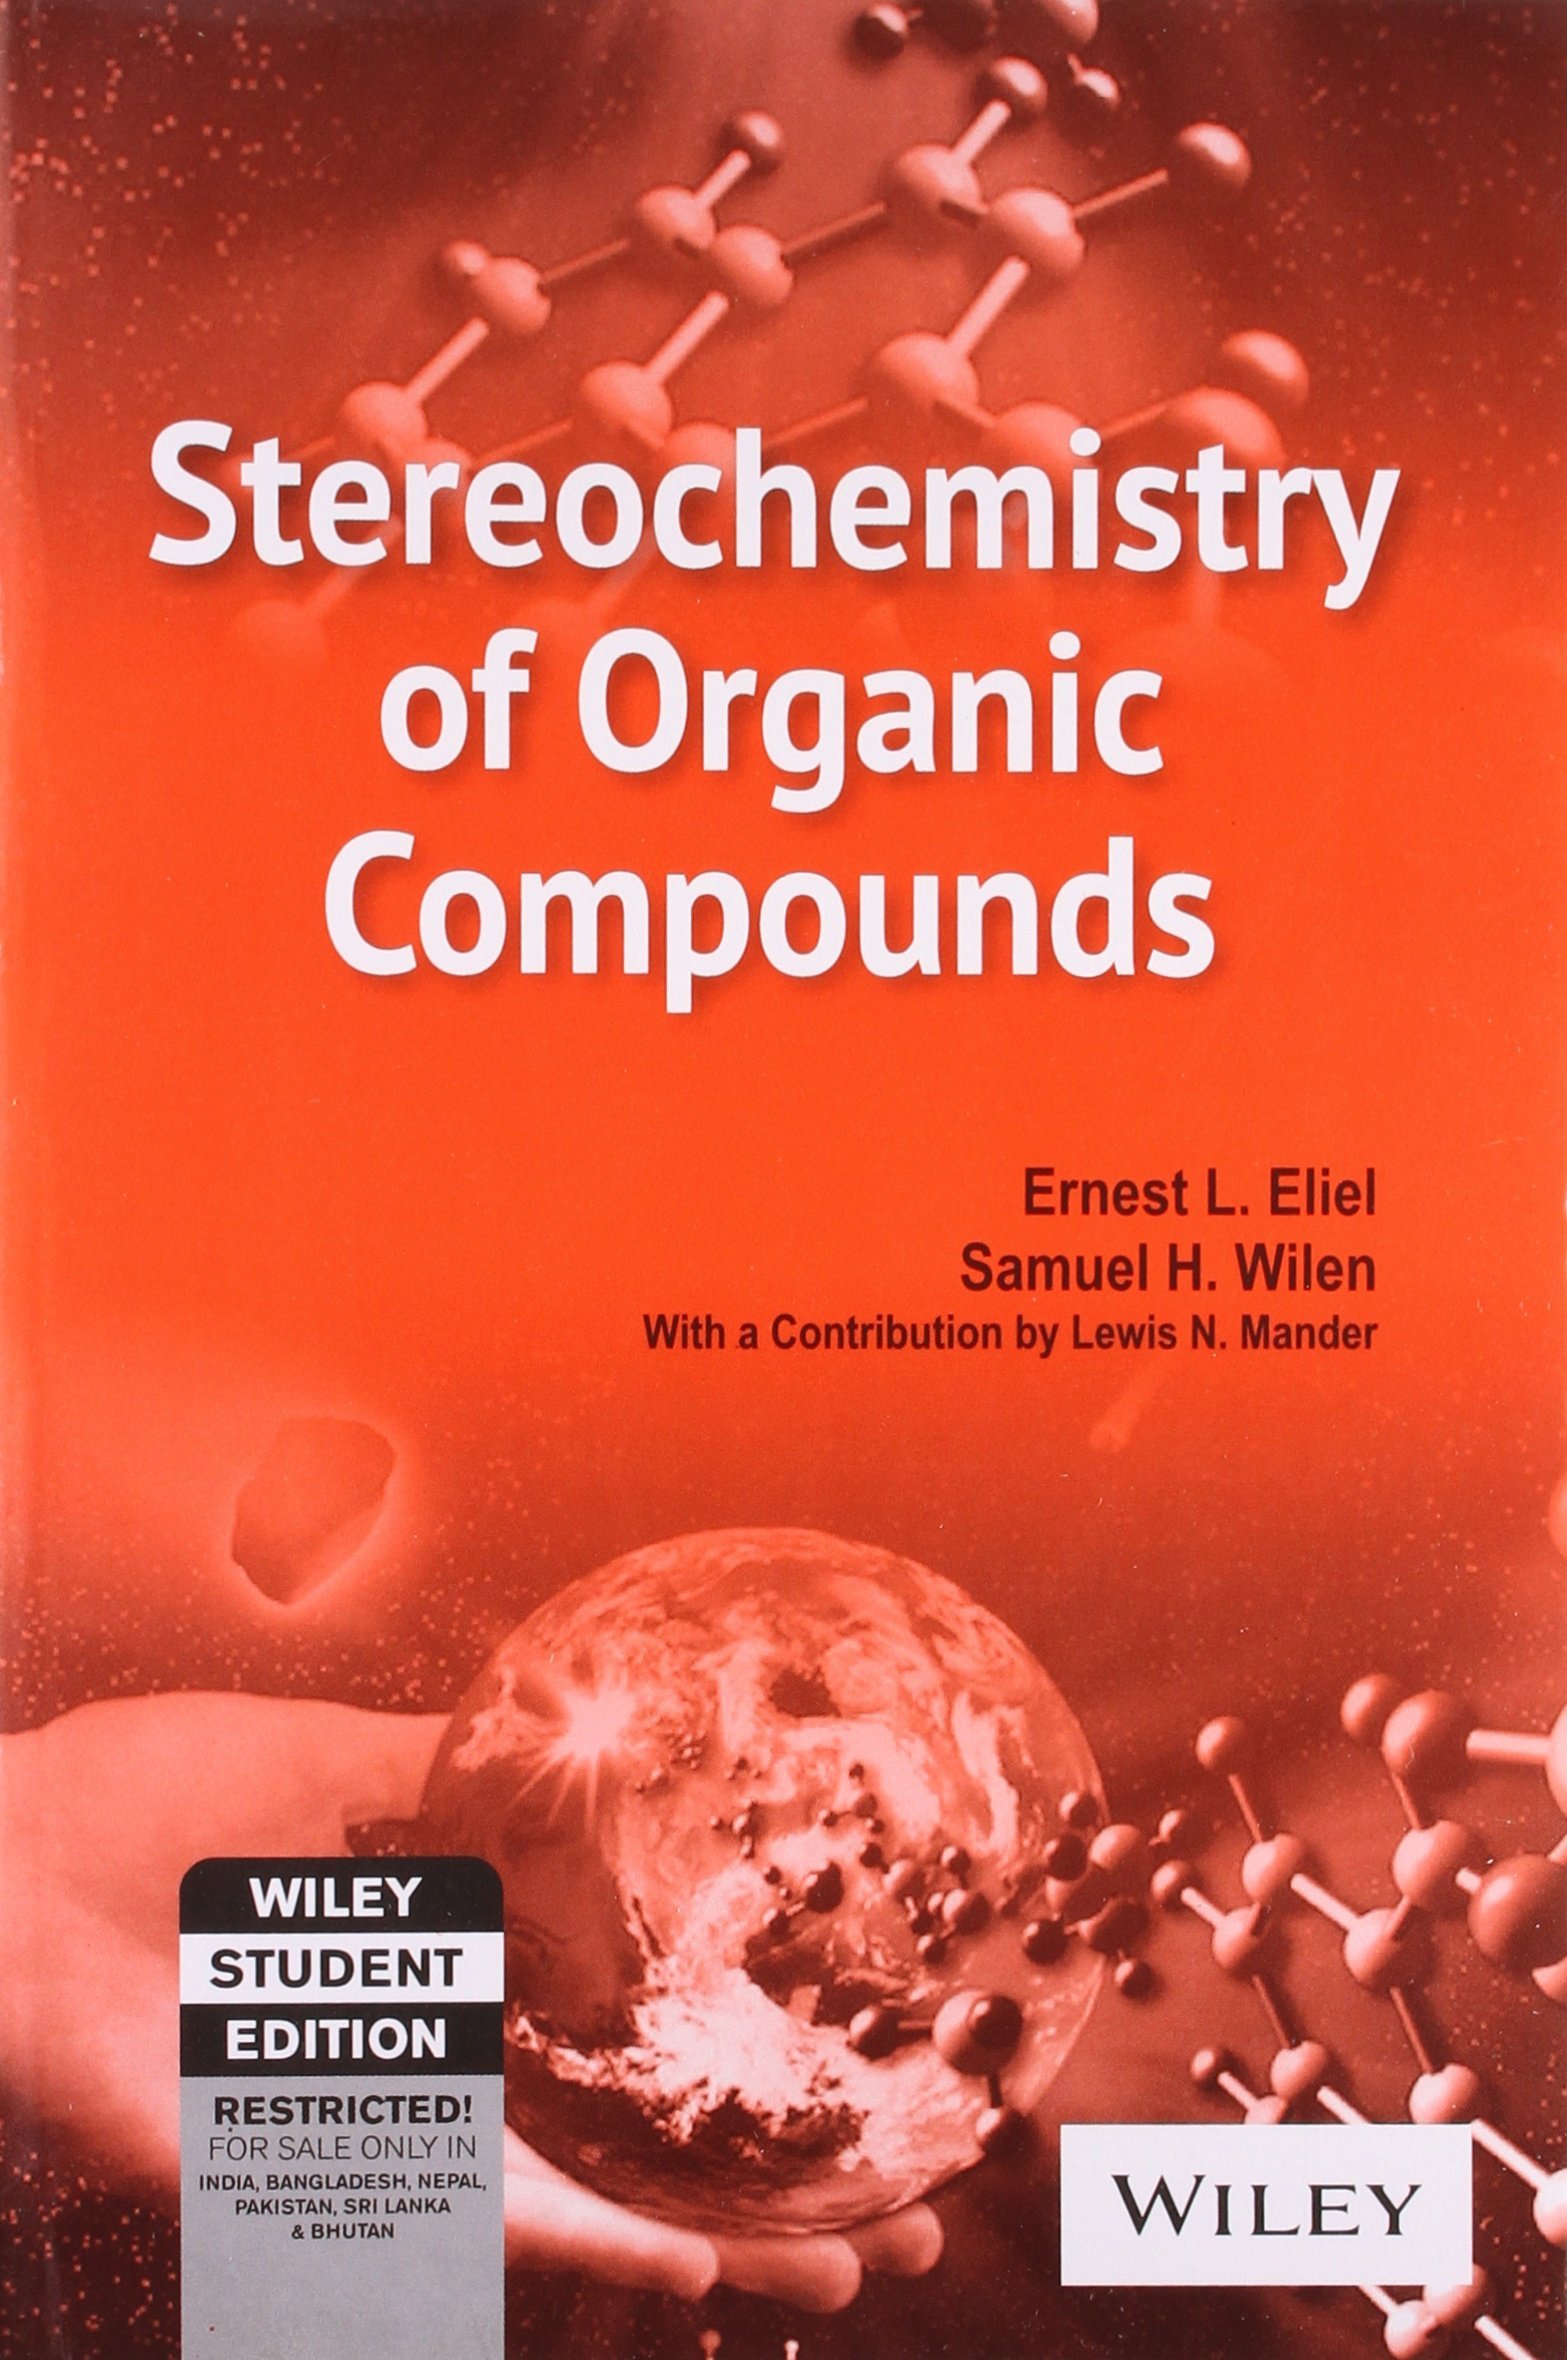 Stereochemistry
of Organic
Compounds
Ernest L. Eliel
Samuel H. Wilen
With a Contribution by Lewis N. Mander
WILEY
STUDENT
EDITION
RESTRICTED!
FOR SALE ONLY IN
INDIA, BANGLADESH, NEPAL,
PAKISTAN, SRI LANKA
& BHUTAN
WILEY